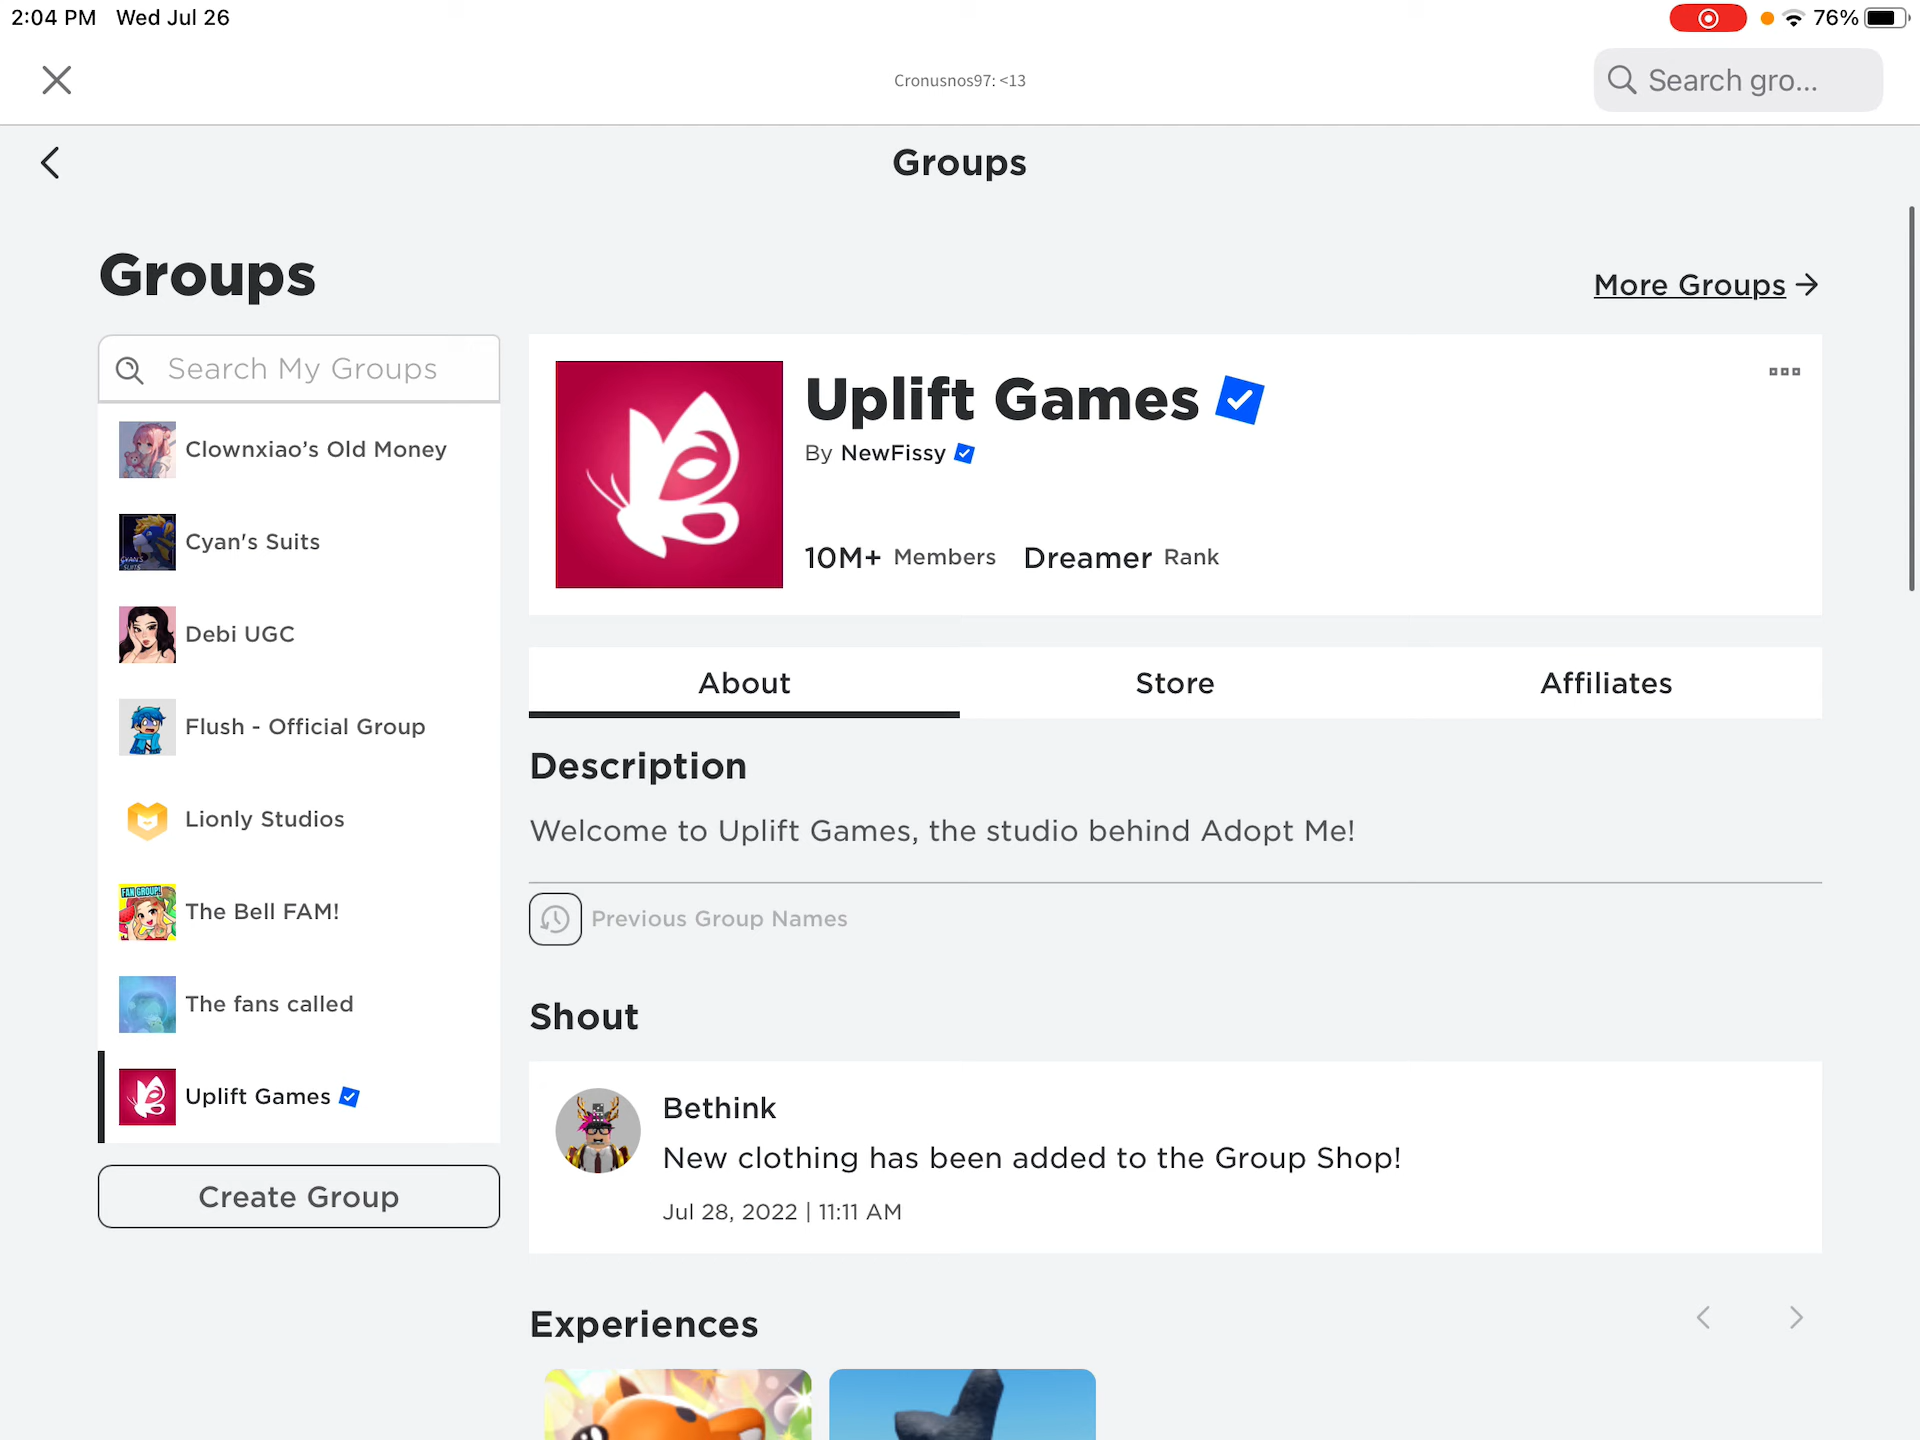 2:04 PM Wed Jul 26
76%
Cronusnos97: <13
Search gro...
Groups
Groups
More Groups →
Search My Groups
Clownxiao’s Old Money
Cyan's Suits
Debi UGC
Flush - Official Group
Lionly Studios
FAN GROUP!
The Bell FAM!
The fans called
Uplift Games
Create Group
Uplift Games
By NewFissy
10M+ Members Dreamer Rank
About Store Affiliates
Description
Welcome to Uplift Games, the studio behind Adopt Me!
Previous Group Names
Shout
Bethink
New clothing has been added to the Group Shop!
Jul 28, 2022 | 11:11 AM
Experiences